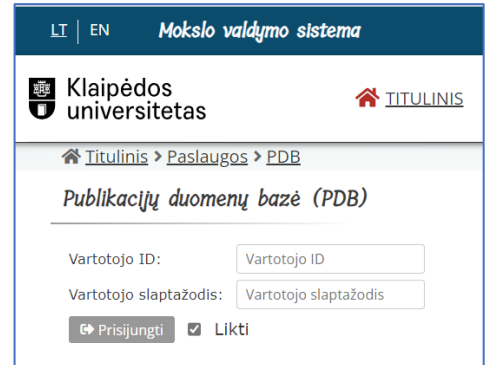 LT | EN Mokslo valdymo sistema
Klaipėdos
universitetas
TITULINIS
Titulinis > Paslaugos > PDB
Publikacijų duomenų bazė (PDB)
Vartotojo ID: Vartotojo ID
Vartotojo slaptažodis: Vartotojo slaptažodis
Prisijungti Likti